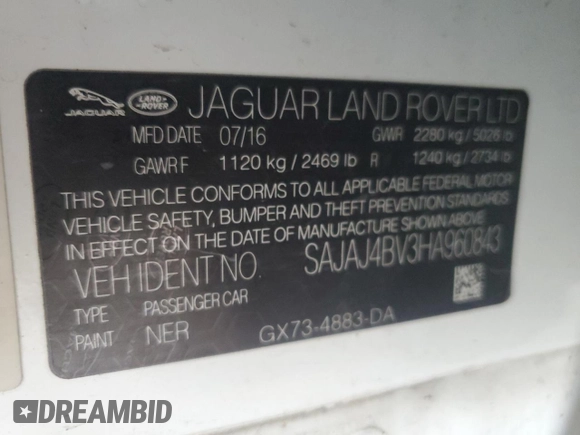 JAGUAR LAND-ROVER JAGUAR LAND ROVER LTD
MFD DATE 07/16 GWR 2280 kg / 5026 lb
GAWR F 1120 kg / 2469 lb R 1240 kg / 2734 lb
THIS VEHICLE CONFORMS TO ALL APPLICABLE FEDERAL MOTOR
VEHICLE SAFETY, BUMPER AND THEFT PREVENTION STANDARDS
IN EFFECT ON THE DATE OF MANUFACTURE SHOWN ABOVE
VEH IDENT NO. SAJAJ4BV3HA960843
TYPE PASSENGER CAR
PAINT NER GX73-4883-DA
DREAMBID